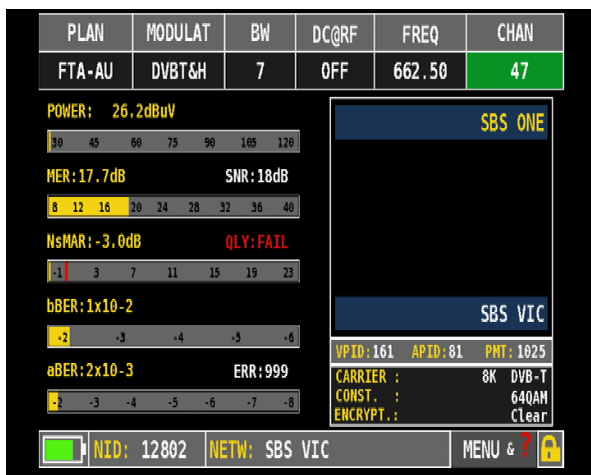 PLAN MODULAT BW DC@RF FREQ CHAN
FTA-AU DVBT&H 7 OFF 662.50 47
POWER: 26.2dBuV
30 45 60 75 90 105 120
MER:17.7dB SNR:18dB
8 12 16 20 24 28 32 36 40
NsMAR:-3.0dB QLY:FAIL
-1 3 7 11 15 19 23
bBER:1x10-2
-2 -3 -4 -5 -6
aBER:2x10-3 ERR:999
-2 -3 -4 -5 -6 -7 -8
SBS ONE
SBS VIC
VPID:161 APID:81 PMT:1025
CARRIER : 8K DVB-T
CONST. : 64QAM
ENCRYPT.: Clear
NID: 12802 NETW: SBS VIC MENU & ?